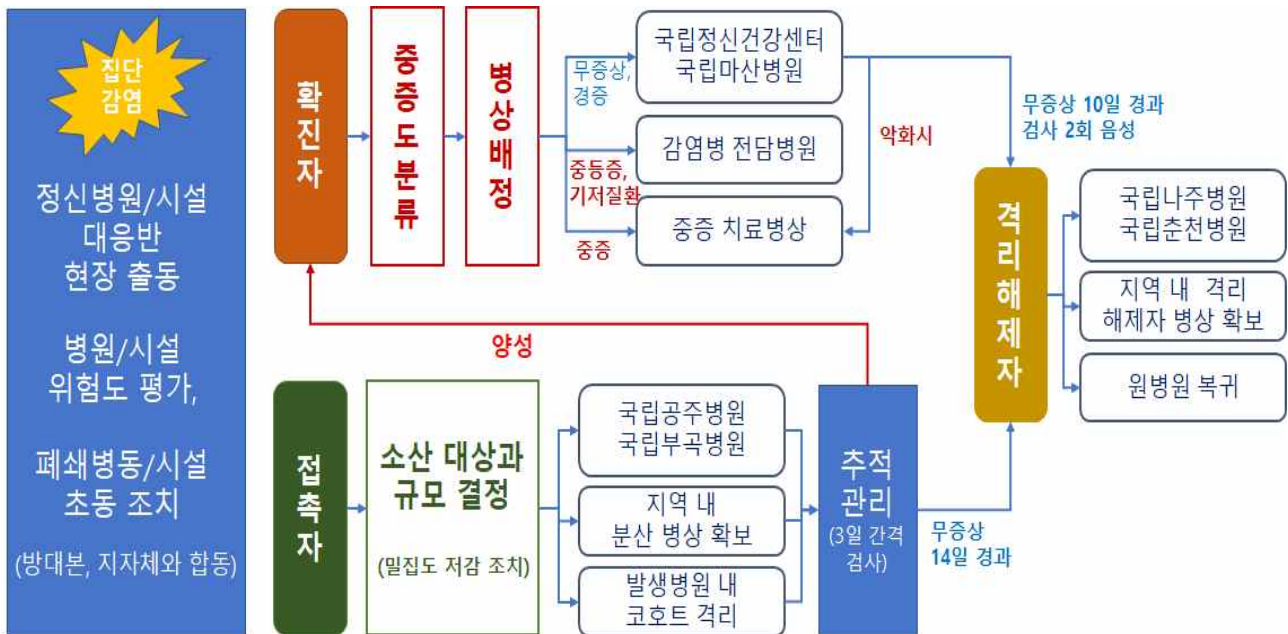 집단
감염
정신병원/시설
대응반
현장 출동
병원/시설
위험도 평가,
폐쇄병동/시설
초동 조치
(방대본, 지자체와 합동)
확진자
중증도분류
병상배정
무증상,
경증
중등증,
기저질환
중증
국립정신건강센터
국립마산병원
감염병 전담병원
중증 치료병상
악화시
무증상 10일 경과
검사 2회 음성
격리해제자
국립나주병원
국립춘천병원
지역 내 격리
해제자 병상 확보
원병원 복귀
양성
접촉자
소산 대상과
규모 결정
(밀집도 저감 조치)
국립공주병원
국립부곡병원
지역 내
분산 병상 확보
발생병원 내
코호트 격리
추적
관리
(3일 간격
검사)
무증상
14일 경과